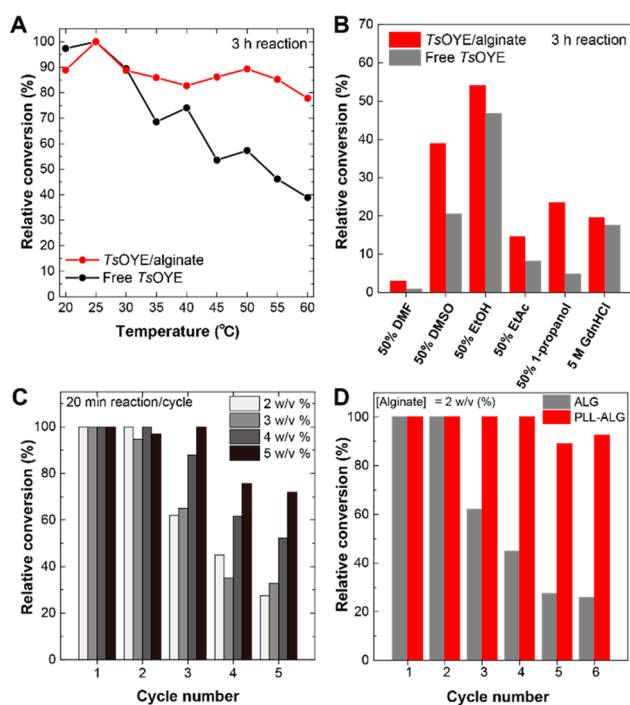 A
Relative conversion (%)
100
90
80
70
60
50
40
30
20
10
0
TsOYE/alginate
Free TsOYE
20 25 30 35 40 45 50 55 60
Temperature (°C)
B
Relative conversion (%)
70
60
50
40
30
20
10
0
TsOYE/alginate
Free TsOYE
3 h reaction
3 h reaction
50% DMF
50% DMSO
50% EtOH
50% EtAc
50% 1-propanol
5 M GdnHCl
C
Relative conversion (%)
100
80
60
40
20
0
20 min reaction/cycle
2 w/v %
3 w/v %
4 w/v %
5 w/v %
1 2 3 4 5
Cycle number
D
Relative conversion (%)
100
80
60
40
20
0
[Alginate] = 2 w/v (%)
ALG
PLL-ALG
1 2 3 4 5 6
Cycle number